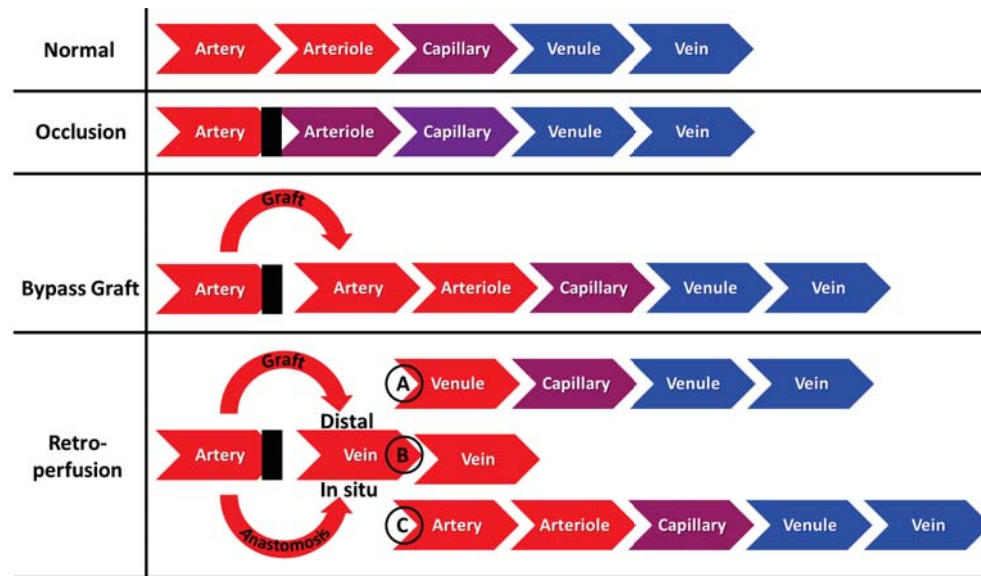 Normal
Artery Arteriole Capillary Venule Vein
Occlusion
Artery Arteriole Capillary Venule Vein
Graft
Bypass Graft
Artery Artery Arteriole Capillary Venule Vein
Graft
A Venule Capillary Venule Vein
Distal
Retro-
perfusion
Artery Vein B Vein
In situ
Anastomosis
C Artery Arteriole Capillary Venule Vein